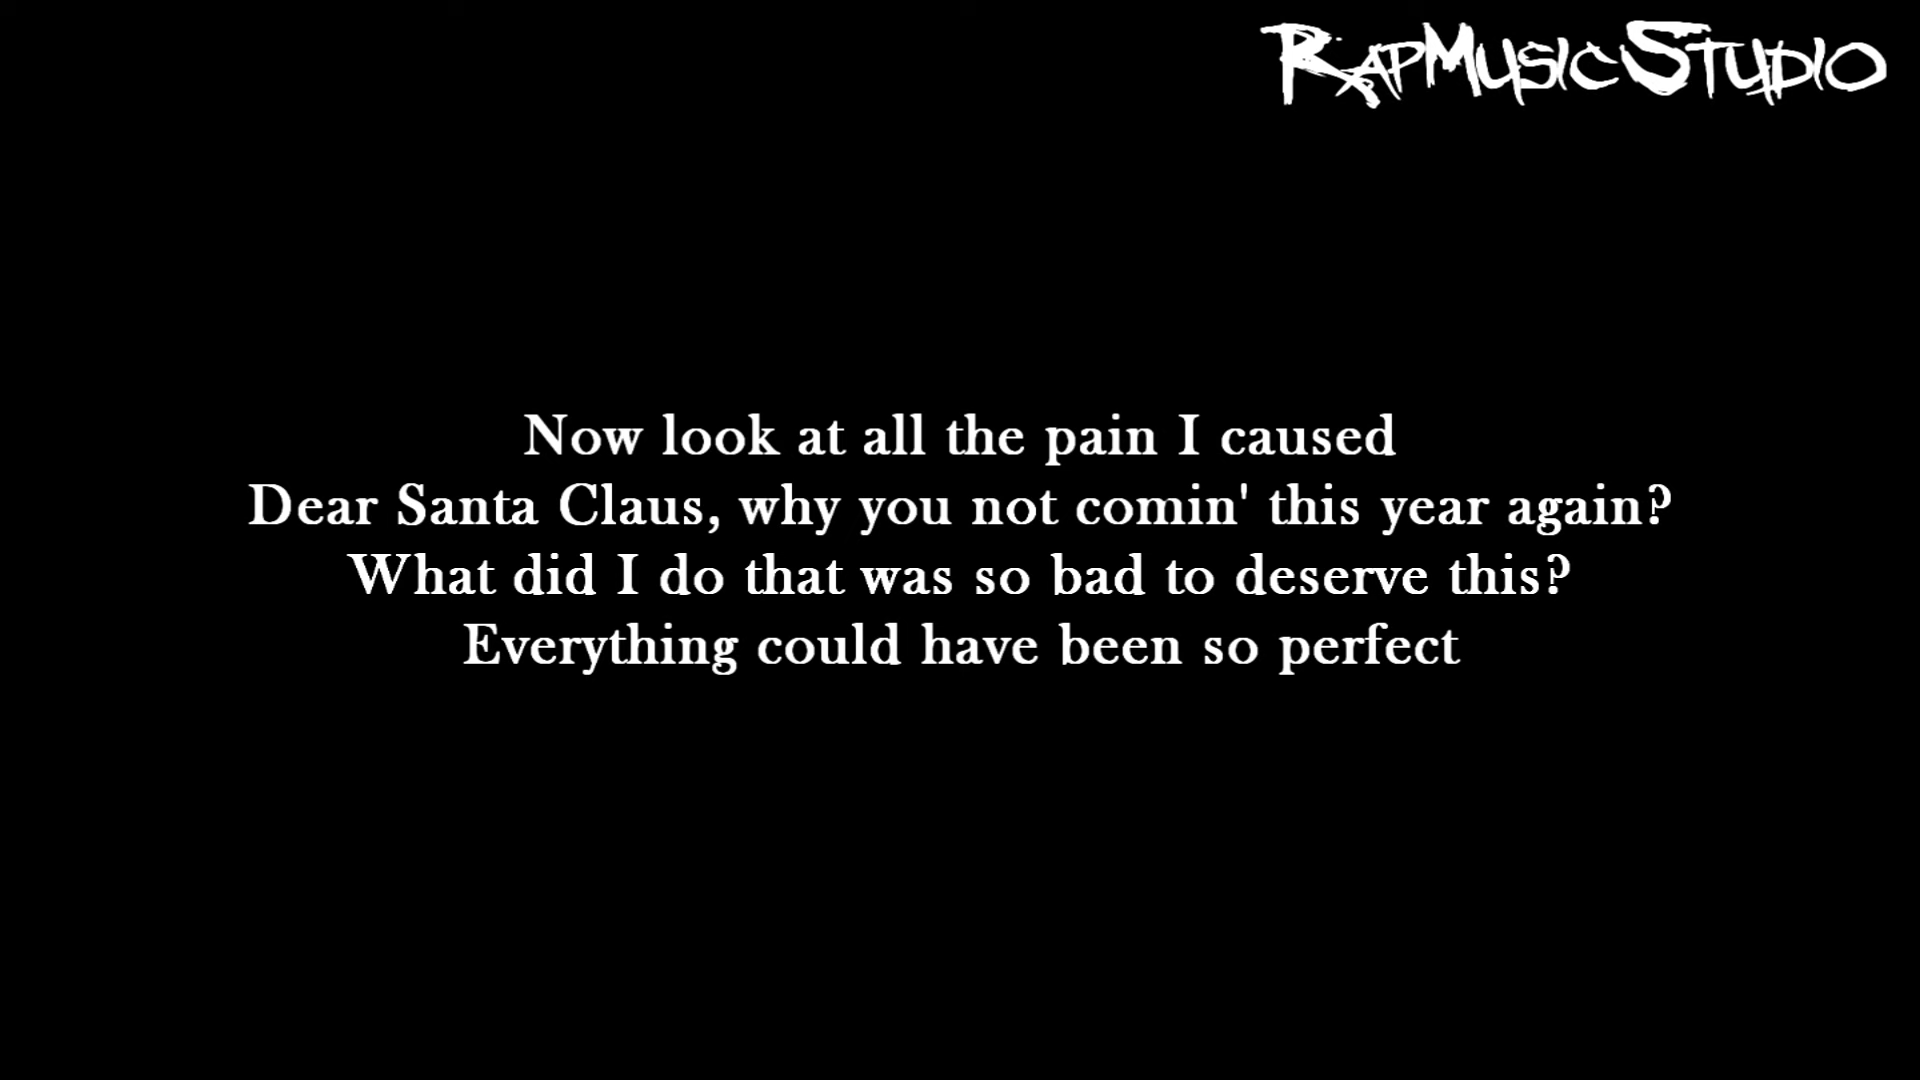 RapMusicStudio
Now look at all the pain I caused
Dear Santa Claus, why you not comin' this year again?
What did I do that was so bad to deserve this?
Everything could have been so perfect